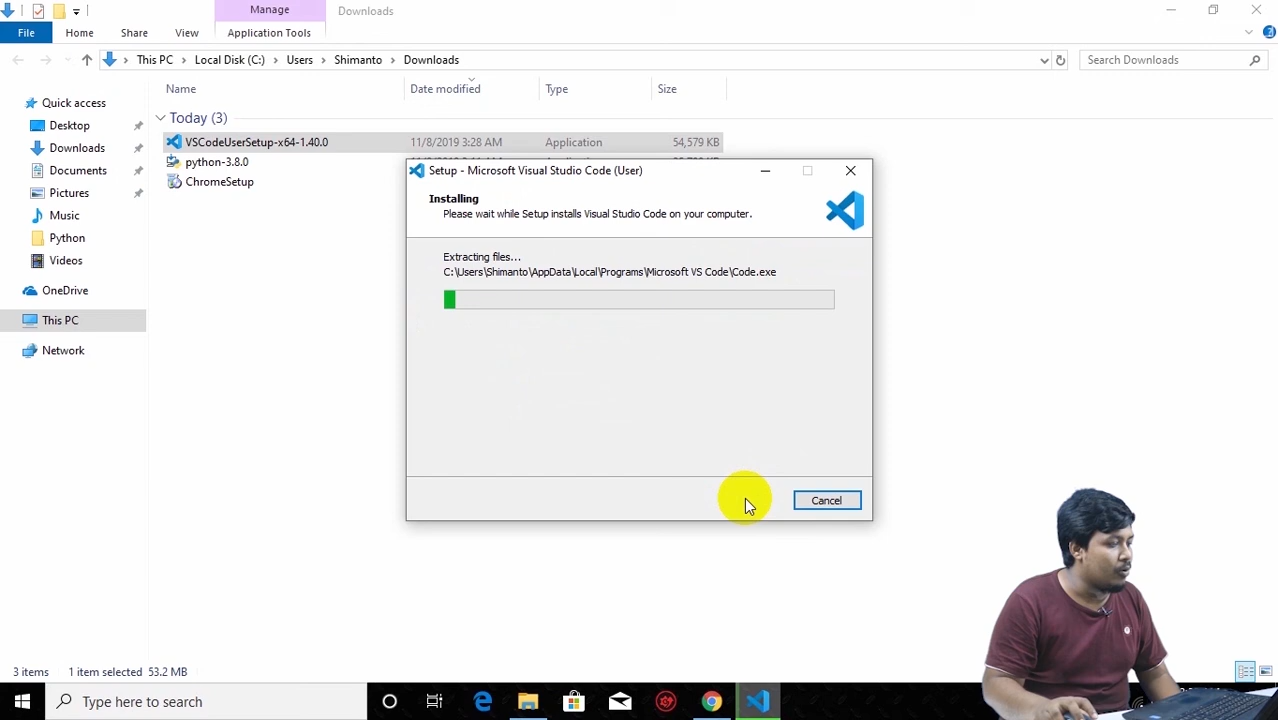 Manage
Downloads
File
Home
Share
View
Application Tools
This PC
Local Disk (C:)
Users
Shimanto
Downloads
Search Downloads
Name
Date modified
Type
Size
Quick access
Desktop
Downloads
Documents
Pictures
Music
Python
Videos
OneDrive
This PC
Network
Today (3)
VSCodeUserSetup-x64-1.40.0
11/8/2019 3:28 AM
Application
54,579 KB
python-3.8.0
ChromeSetup
Setup - Microsoft Visual Studio Code (User)
Installing
Please wait while Setup installs Visual Studio Code on your computer.
Extracting files...
C:\Users\Shimanto\AppData\Local\Programs\Microsoft VS Code\Code.exe
Cancel
3 items
1 item selected 53.2 MB
Type here to search